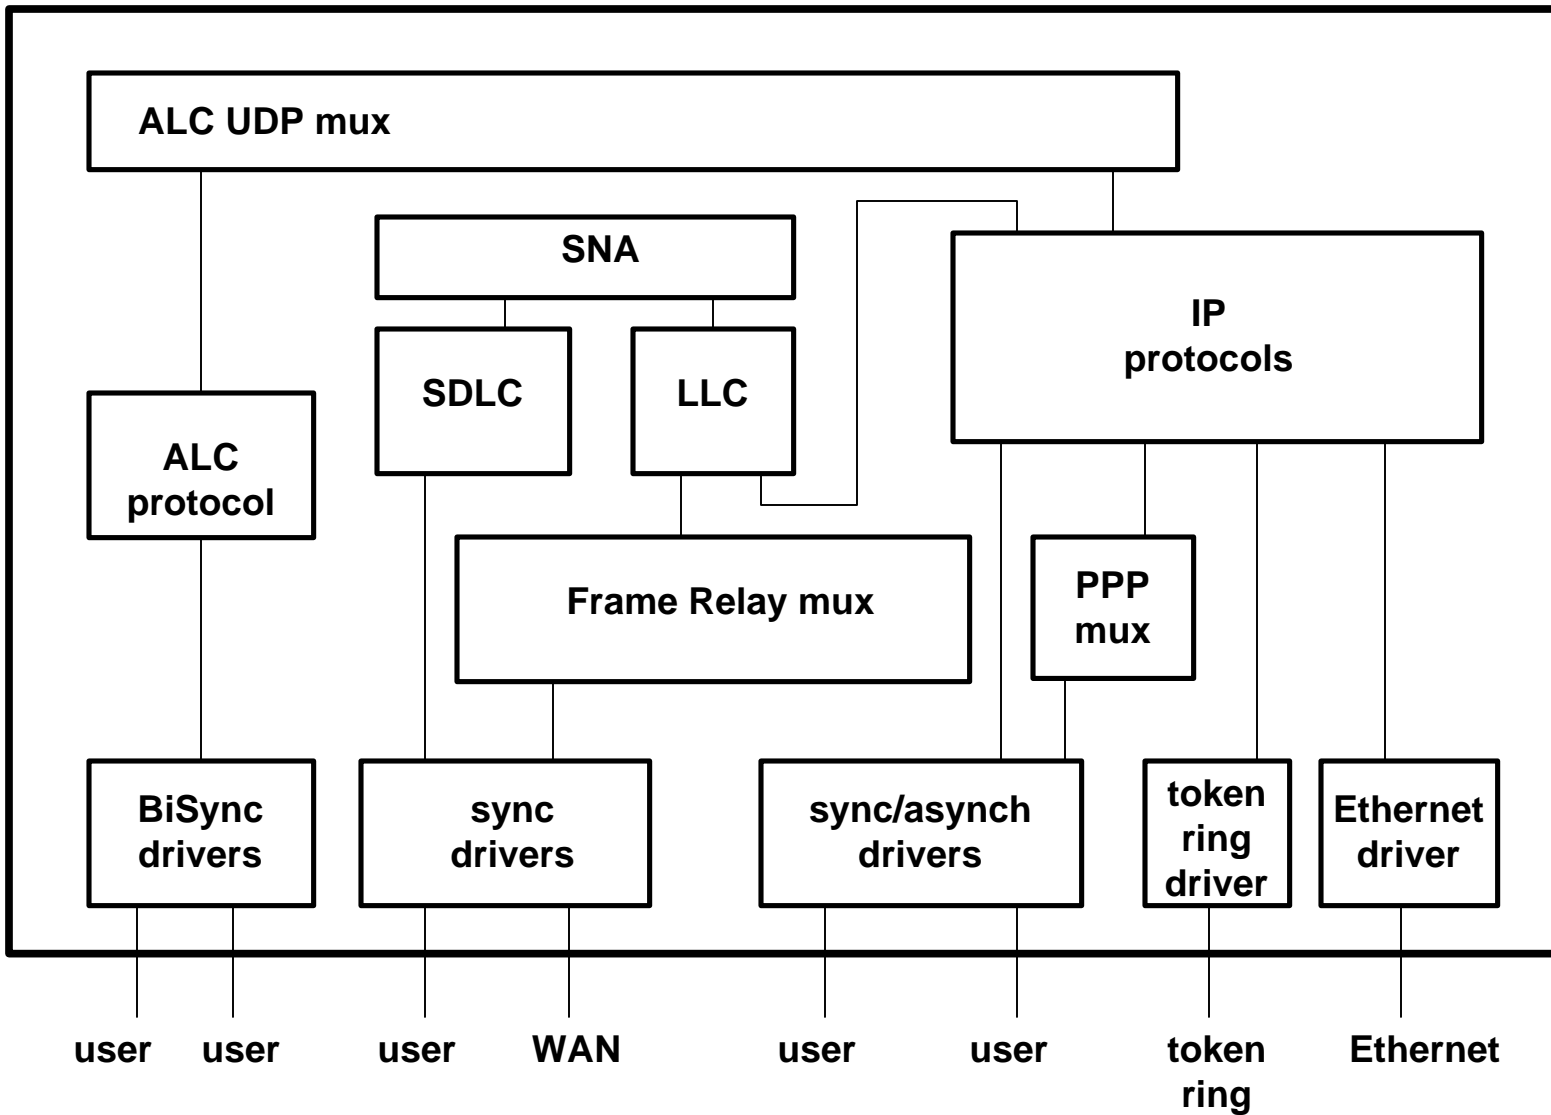 ALC UDP mux
SNA
IP
protocols
SDLC
LLC
ALC
protocol
Frame Relay mux
PPP
mux
BiSync
drivers
sync
drivers
sync/asynch
drivers
token
ring
driver
Ethernet
driver
user
user
user
WAN
user
user
token
ring
Ethernet